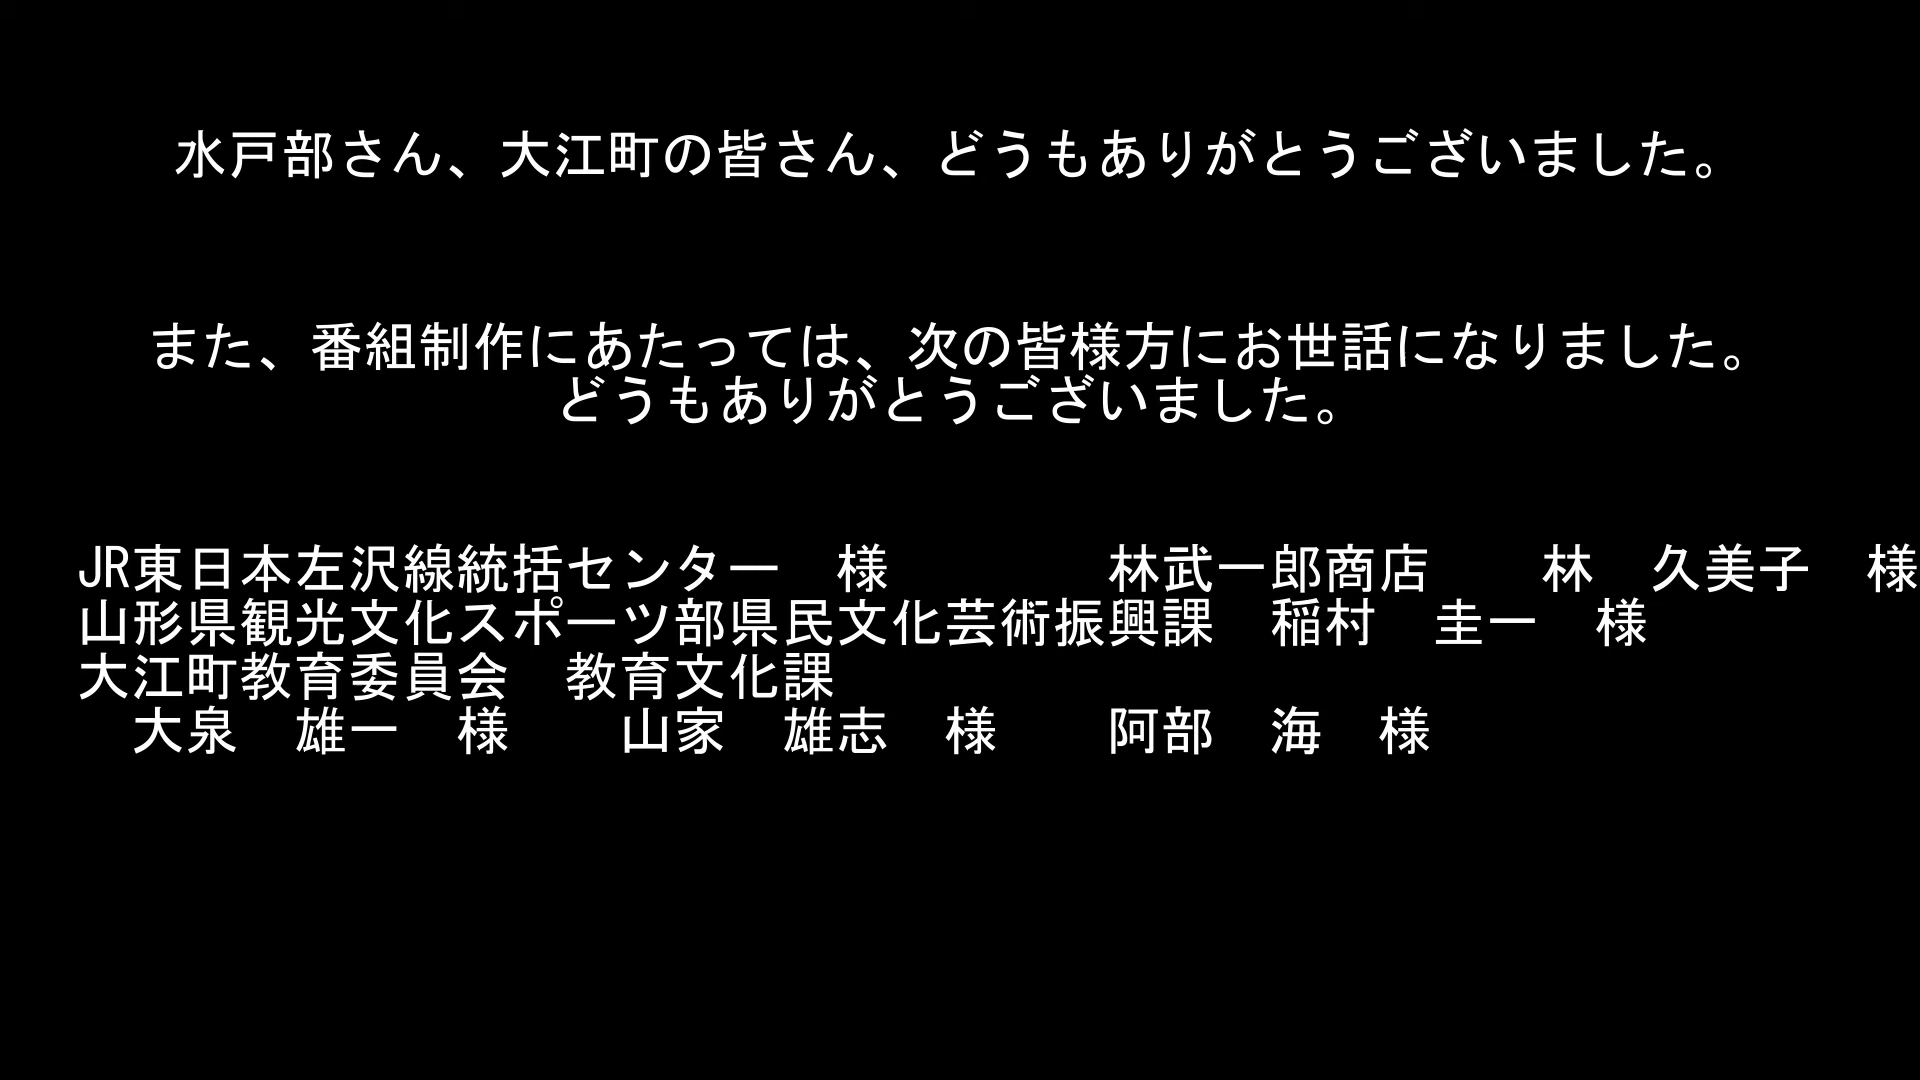 水戸部さん、大江町の皆さん、どうもありがとうございました。
また、番組制作にあたっては、次の皆様方にお世話になりました。
どうもありがとうございました。
JR東日本左沢線統括センター　様　　　　林武一郎商店　　林　久美子　様
山形県観光文化スポーツ部県民文化芸術振興課　稲村　圭一　様
大江町教育委員会　教育文化課
　大泉　雄一　様　　山家　雄志　様　　阿部　海　様